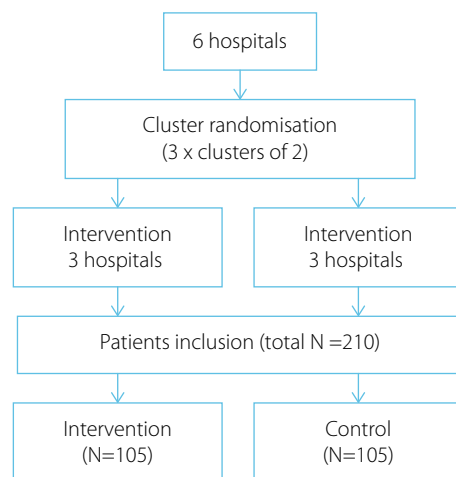 6 hospitals
Cluster randomisation
(3 x clusters of 2)
Intervention
3 hospitals
Intervention
3 hospitals
Patients inclusion (total N =210)
Intervention
(N=105)
Control
(N=105)